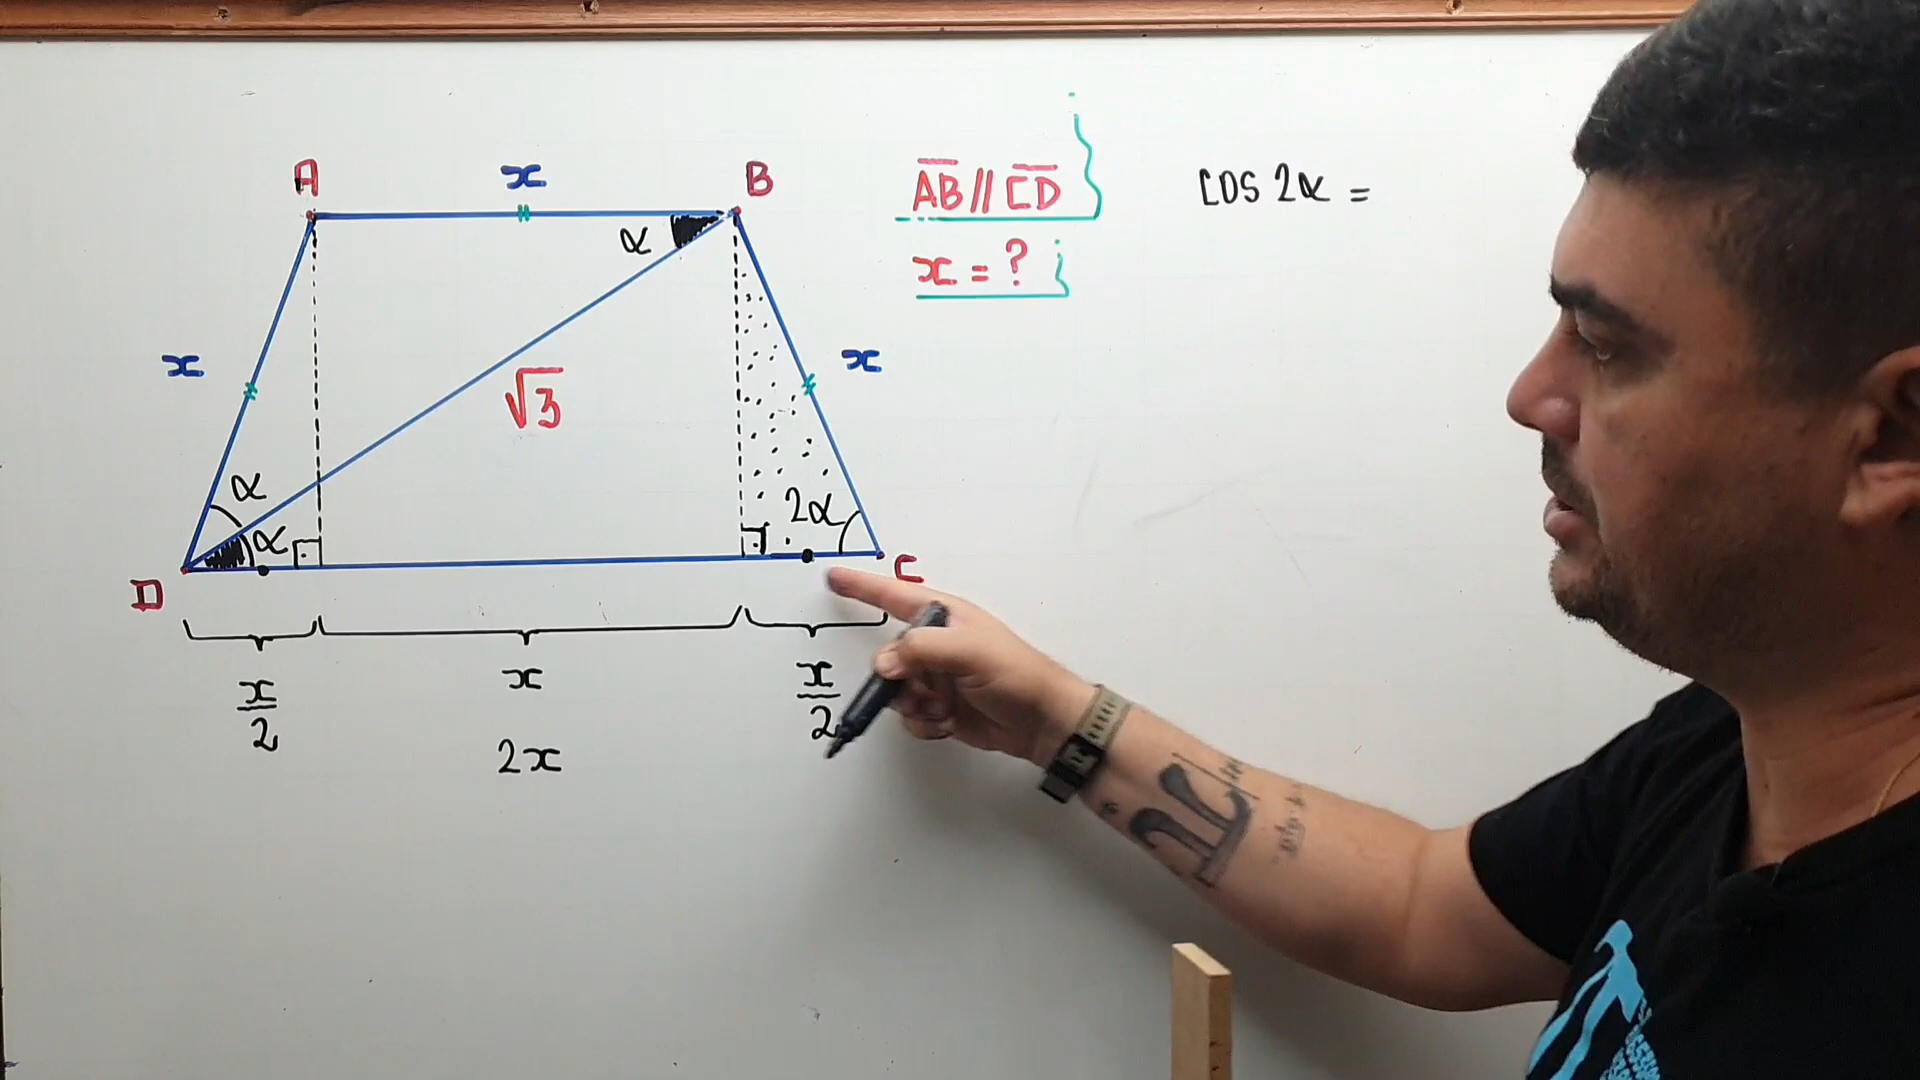 A x B
AB // CD
cos 2α =
α
x = ?
x
x
√3
α
2α
α
D
C
x/2
x
x/2
2x